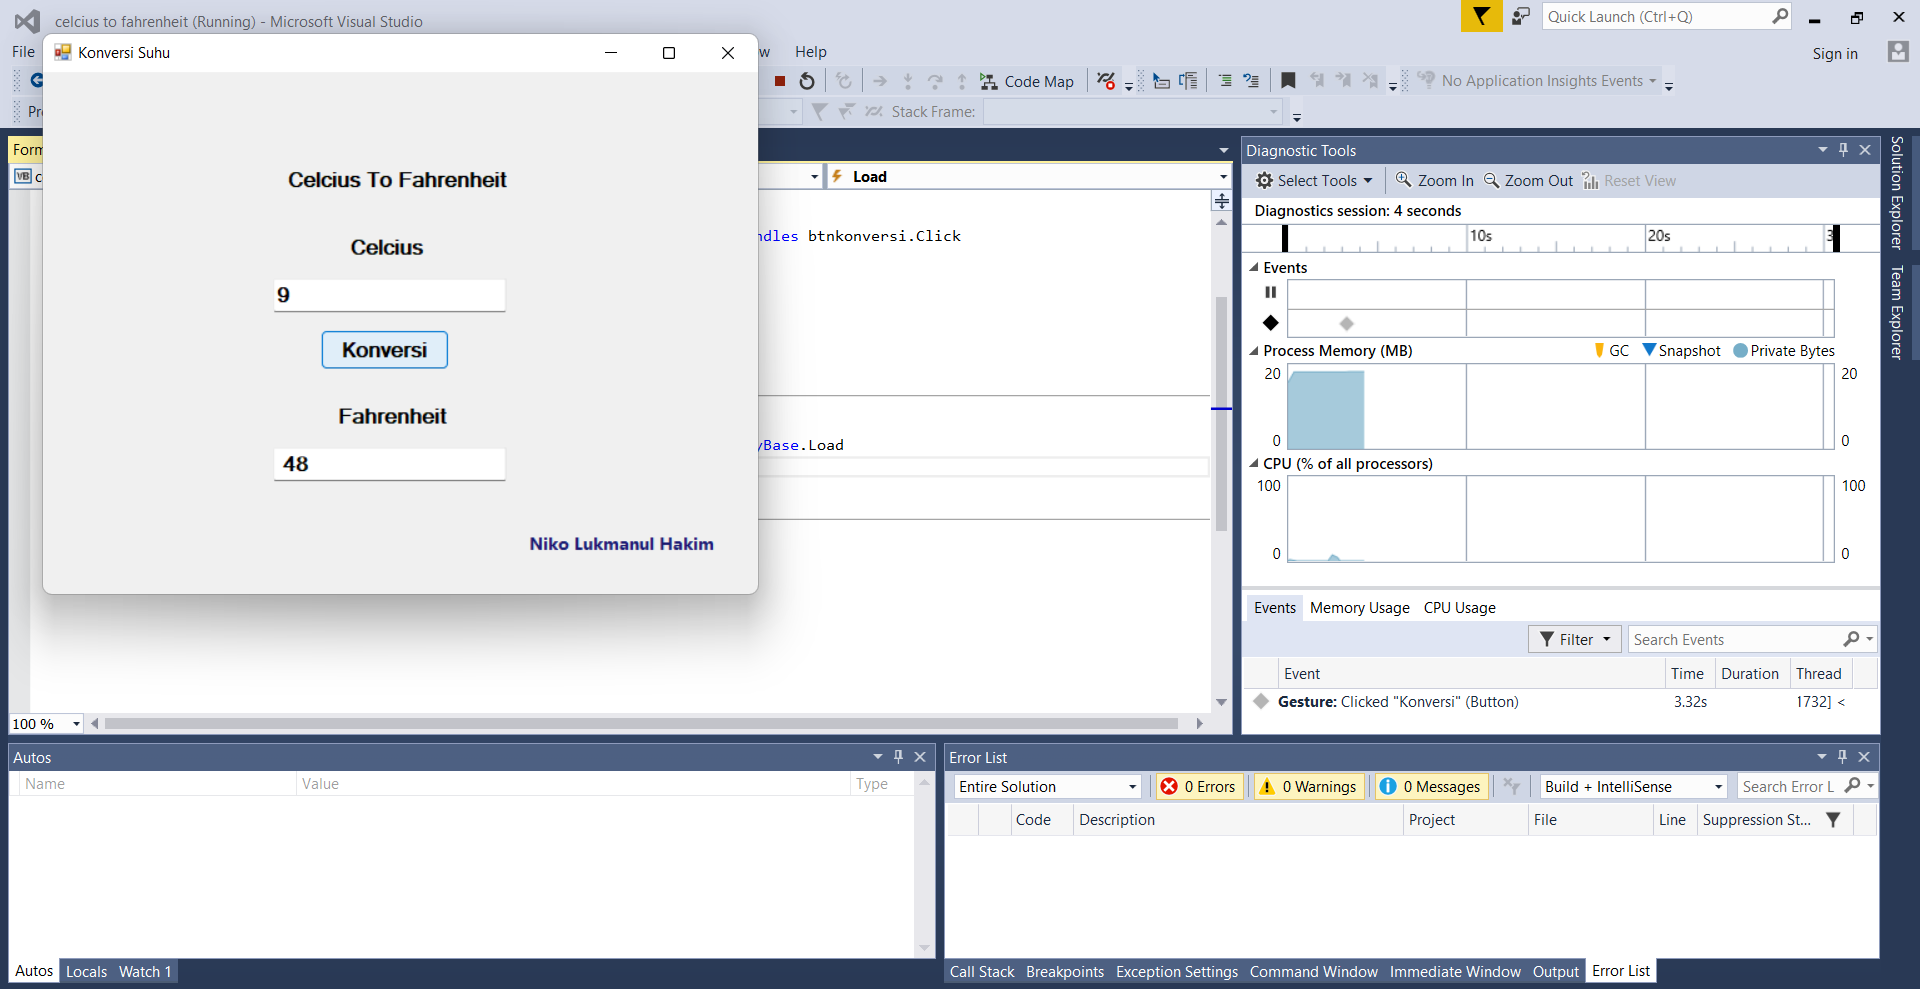 celcius to fahrenheit (Running) - Microsoft Visual Studio
Quick Launch (Ctrl+Q)
File
Help
Sign in
Konversi Suhu
Code Map
No Application Insights Events
Stack Frame:
Celcius To Fahrenheit
Celcius
9
Konversi
Fahrenheit
48
Niko Lukmanul Hakim
Form
VB
Load
ndles btnkonversi.Click
yBase.Load
100 %
Diagnostic Tools
Select Tools
Zoom In
Zoom Out
Reset View
Diagnostics session: 4 seconds
10s
20s
3
Events
Process Memory (MB)
GC
Snapshot
Private Bytes
20
20
0
0
CPU (% of all processors)
100
100
0
0
Events
Memory Usage
CPU Usage
Filter
Search Events
Event
Time
Duration
Thread
Gesture: Clicked "Konversi" (Button)
3.32s
1732] <
Solution Explorer
Team Explorer
Autos
Name
Value
Type
Autos
Locals
Watch 1
Error List
Entire Solution
0 Errors
0 Warnings
0 Messages
Build + IntelliSense
Search Error L
Code
Description
Project
File
Line
Suppression St...
Call Stack
Breakpoints
Exception Settings
Command Window
Immediate Window
Output
Error List